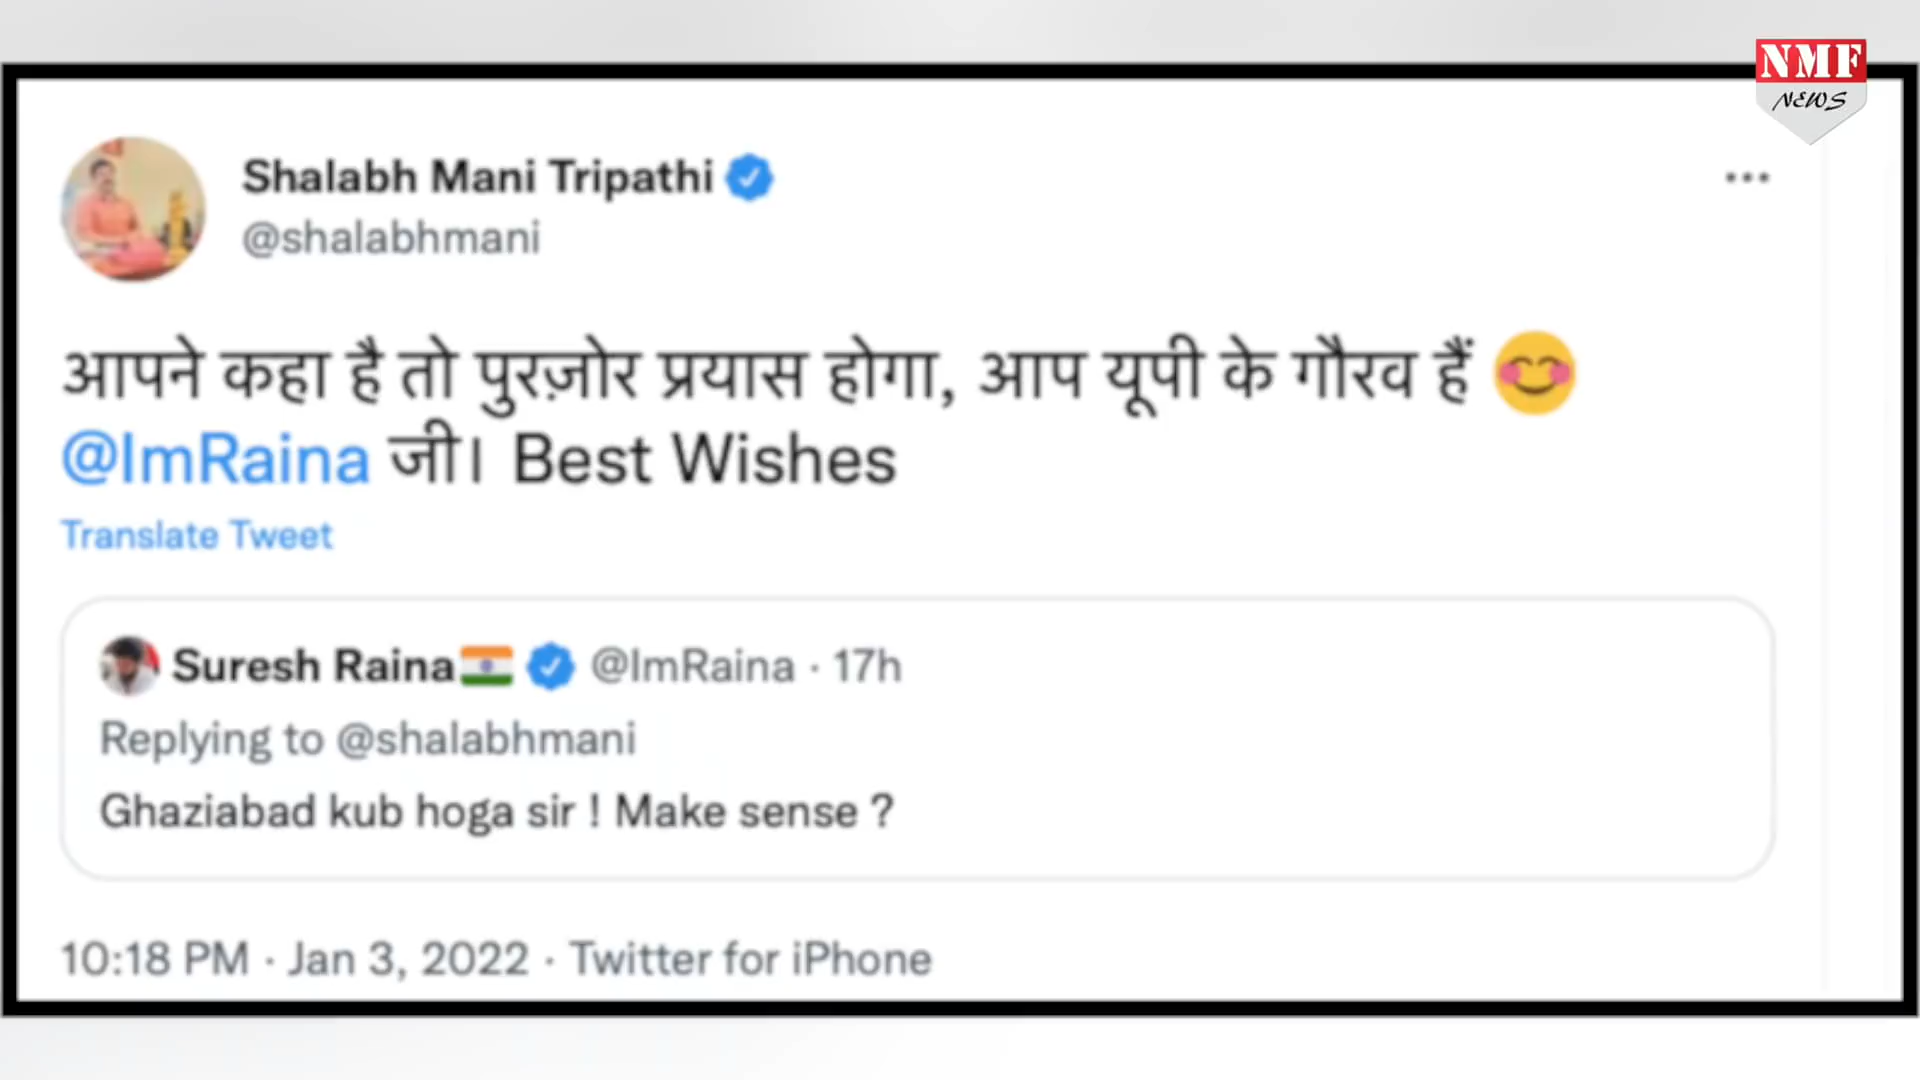 NMF
NEWS
Shalabh Mani Tripathi
@shalabhmani
आपने कहा है तो पुरज़ोर प्रयास होगा, आप यूपी के गौरव हैं 😊
@ImRaina जी। Best Wishes
Translate Tweet
Suresh Raina🇮🇳 @ImRaina · 17h
Replying to @shalabhmani
Ghaziabad kub hoga sir ! Make sense ?
10:18 PM · Jan 3, 2022 · Twitter for iPhone